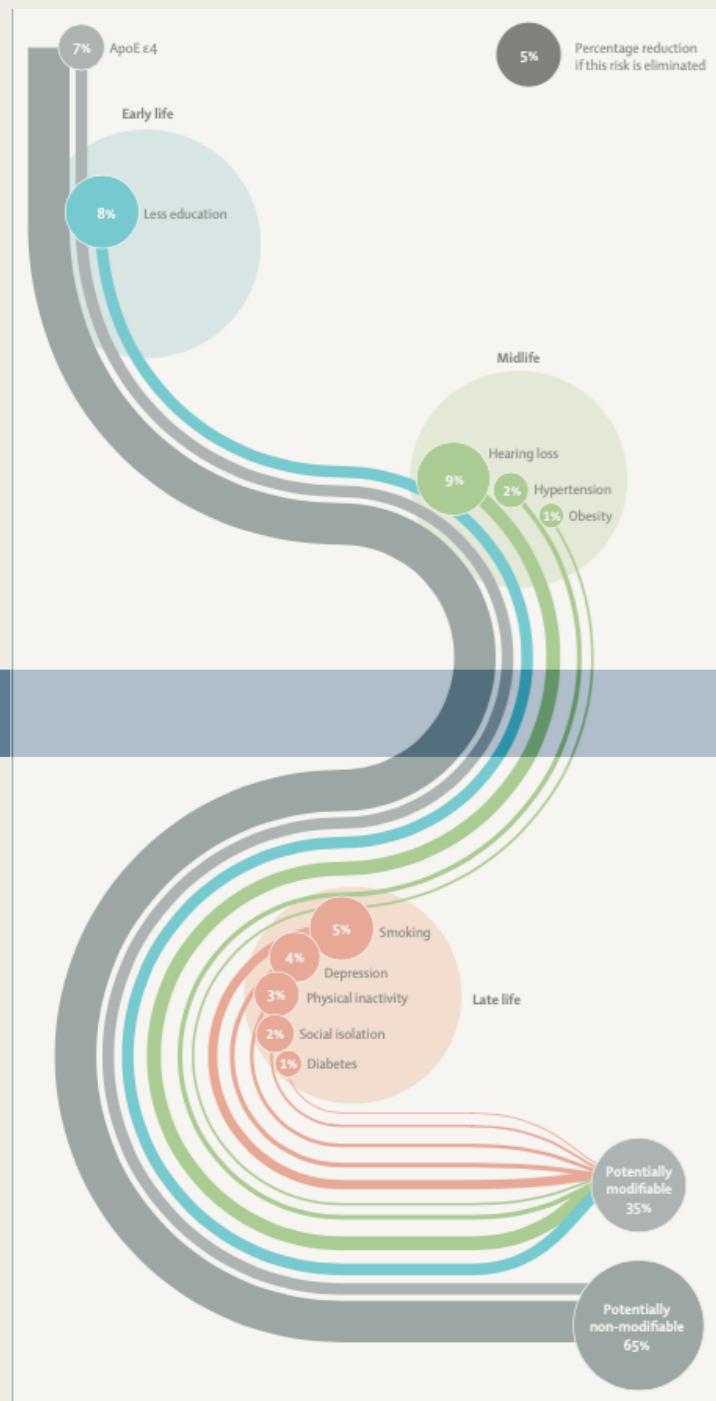 7% ApoE ε4
5% Percentage reduction
if this risk is eliminated
Early life
8% Less education
Midlife
Hearing loss
9%
2% Hypertension
1% Obesity
5% Smoking
4%
Depression
3% Physical inactivity
Late life
2% Social isolation
1% Diabetes
Potentially
modifiable
35%
Potentially
non-modifiable
65%